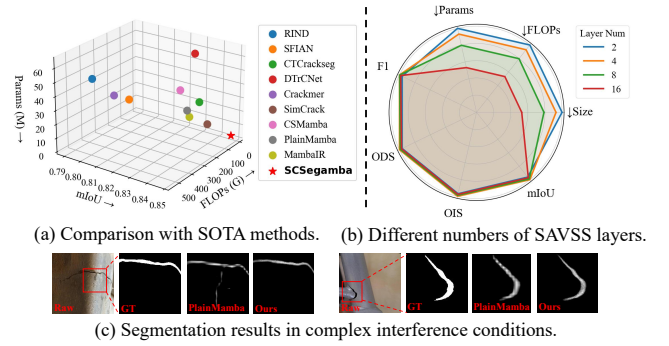 Params (M) →
60
50
40
30
20
10
0
0.79
0.80
0.81
0.82
0.83
0.84
0.85
mIoU →
0
100
200
300
400
500
FLOPs (G) →
RIND
SFIAN
CTCrackseg
DTrCNet
Crackmer
SimCrack
CSMamba
PlainMamba
MambaIR
SCSegamba
↓Params
↓FLOPs
↓Size
mIoU
OIS
ODS
F1
Layer Num
2
4
8
16
(a) Comparison with SOTA methods.
(b) Different numbers of SAVSS layers.
Raw GT PlainMamba Ours
Raw GT PlainMamba Ours
(c) Segmentation results in complex interference conditions.